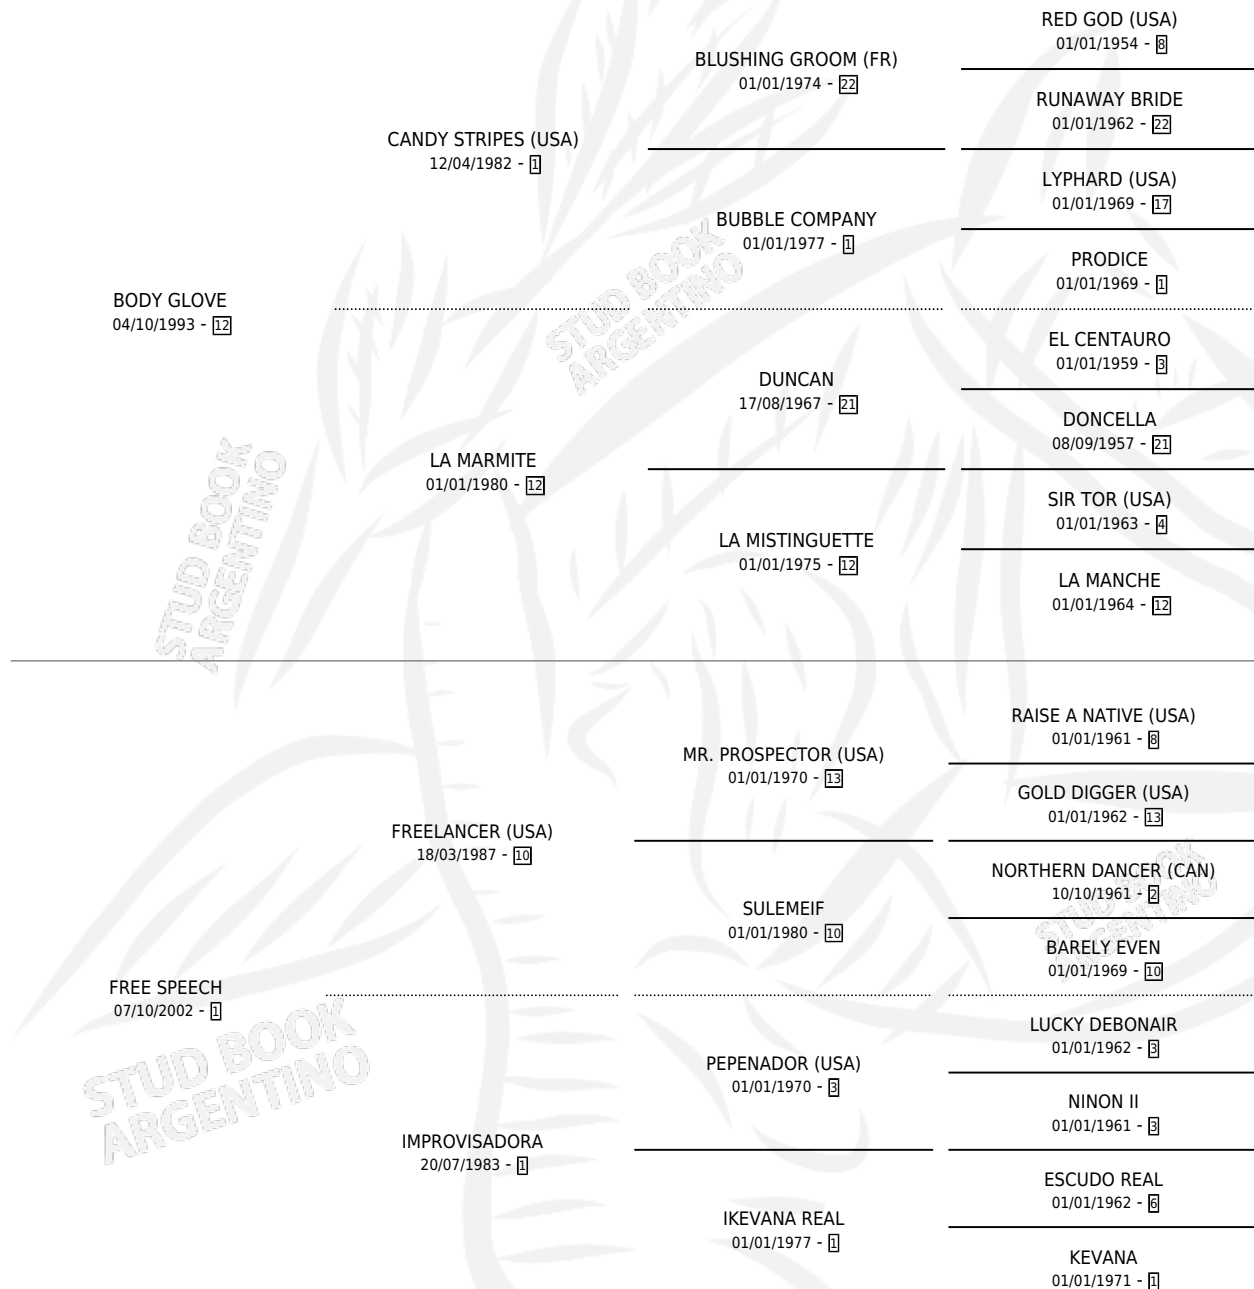 RED GOD (USA)
01/01/1954 - 8
BLUSHING GROOM (FR)
01/01/1974 - 22
RUNAWAY BRIDE
01/01/1962 - 22
CANDY STRIPES (USA)
12/04/1982 - 1
LYPHARD (USA)
01/01/1969 - 17
BUBBLE COMPANY
01/01/1977 - 1
PRODICE
01/01/1969 - 1
BODY GLOVE
04/10/1993 - 12
STUD BOOK
ARGENTINO
EL CENTAURO
01/01/1959 - 3
DUNCAN
17/08/1967 - 21
DONCELLA
08/09/1957 - 21
LA MARMITE
01/01/1980 - 12
SIR TOR (USA)
01/01/1963 - 4
LA MISTINGUETTE
01/01/1975 - 12
LA MANCHE
01/01/1964 - 12
STUD BOOK
ARGENTINO
RAISE A NATIVE (USA)
01/01/1961 - 8
MR. PROSPECTOR (USA)
01/01/1970 - 13
GOLD DIGGER (USA)
01/01/1962 - 13
FREELANCER (USA)
18/03/1987 - 10
NORTHERN DANCER (CAN)
10/10/1961 - 2
SULEMEIF
01/01/1980 - 10
STUD BOOK
ARGENTINO
BARELY EVEN
01/01/1969 - 10
FREE SPEECH
07/10/2002 - 1
LUCKY DEBONAIR
01/01/1962 - 3
PEPENADOR (USA)
01/01/1970 - 3
NINON II
01/01/1961 - 3
STUD BOOK
ARGENTINO
IMPROVISADORA
20/07/1983 - 1
ESCUDO REAL
01/01/1962 - 6
IKEVANA REAL
01/01/1977 - 1
KEVANA
01/01/1971 - 1